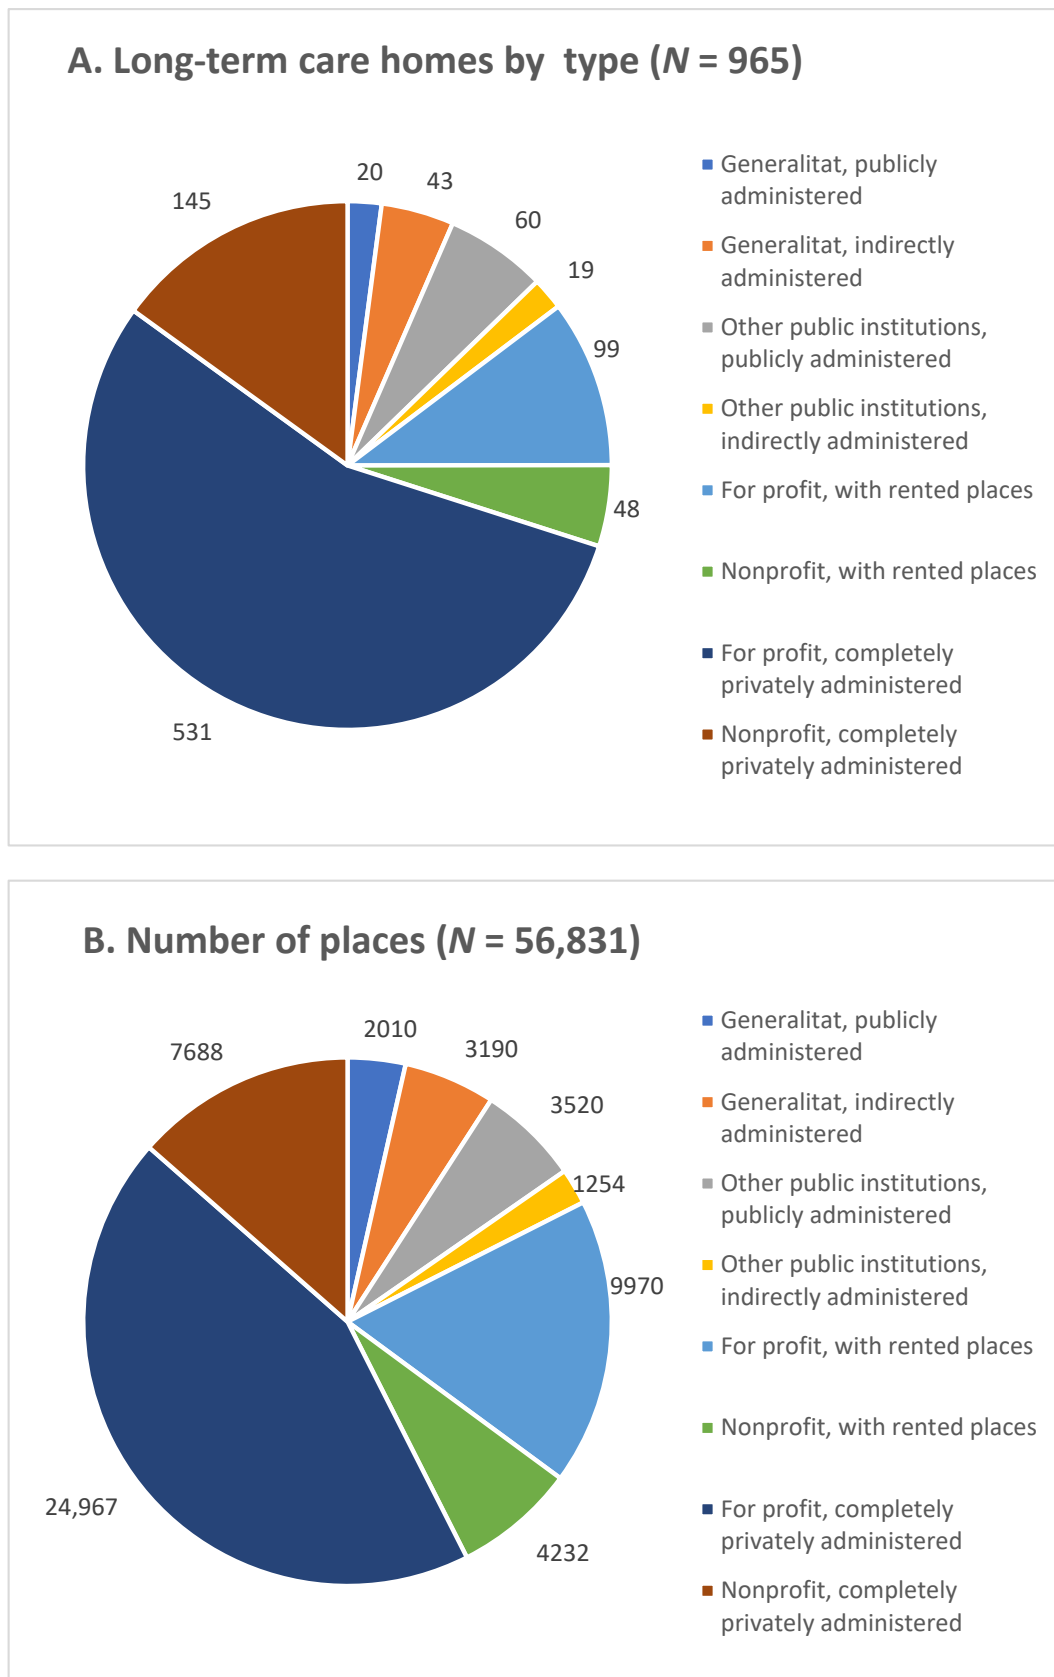 A. Long-term care homes by type (N = 965)
20
43
60
19
99
48
531
145
Generalitat, publicly
administered
Generalitat, indirectly
administered
Other public institutions,
publicly administered
Other public institutions,
indirectly administered
For profit, with rented places
Nonprofit, with rented places
For profit, completely
privately administered
Nonprofit, completely
privately administered
B. Number of places (N = 56,831)
2010
3190
3520
1254
9970
4232
24,967
7688
Generalitat, publicly
administered
Generalitat, indirectly
administered
Other public institutions,
publicly administered
Other public institutions,
indirectly administered
For profit, with rented places
Nonprofit, with rented places
For profit, completely
privately administered
Nonprofit, completely
privately administered